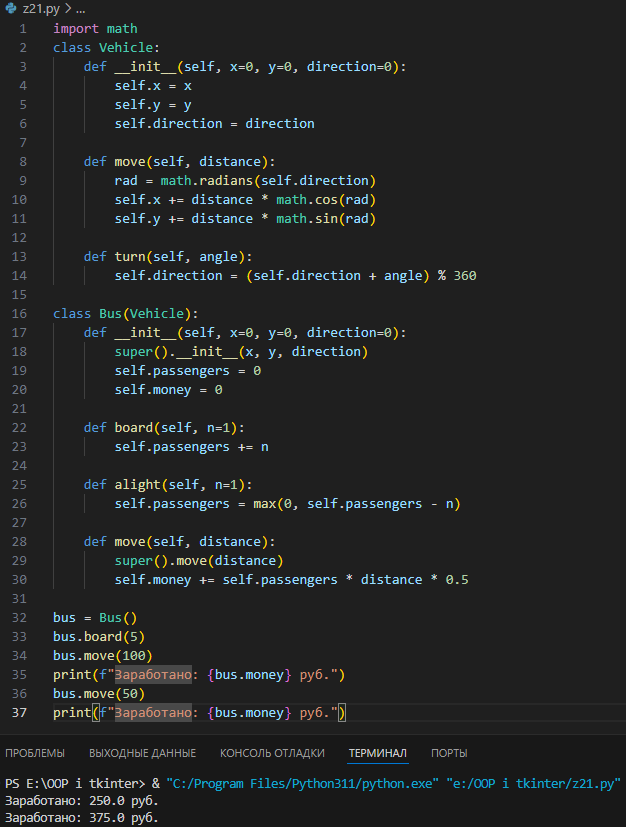 z21.py > ...
1 import math
2 class Vehicle:
3     def __init__(self, x=0, y=0, direction=0):
4         self.x = x
5         self.y = y
6         self.direction = direction
7
8     def move(self, distance):
9         rad = math.radians(self.direction)
10         self.x += distance * math.cos(rad)
11         self.y += distance * math.sin(rad)
12
13     def turn(self, angle):
14         self.direction = (self.direction + angle) % 360
15
16 class Bus(Vehicle):
17     def __init__(self, x=0, y=0, direction=0):
18         super().__init__(x, y, direction)
19         self.passengers = 0
20         self.money = 0
21
22     def board(self, n=1):
23         self.passengers += n
24
25     def alight(self, n=1):
26         self.passengers = max(0, self.passengers - n)
27
28     def move(self, distance):
29         super().move(distance)
30         self.money += self.passengers * distance * 0.5
31
32 bus = Bus()
33 bus.board(5)
34 bus.move(100)
35 print(f"Заработано: {bus.money} руб.")
36 bus.move(50)
37 print(f"Заработано: {bus.money} руб.")
ПРОБЛЕМЫ ВЫХОДНЫЕ ДАННЫЕ КОНСОЛЬ ОТЛАДКИ ТЕРМИНАЛ ПОРТЫ
PS E:\OOP i tkinter> & "C:/Program Files/Python311/python.exe" "e:/OOP i tkinter/z21.py"
Заработано: 250.0 руб.
Заработано: 375.0 руб.